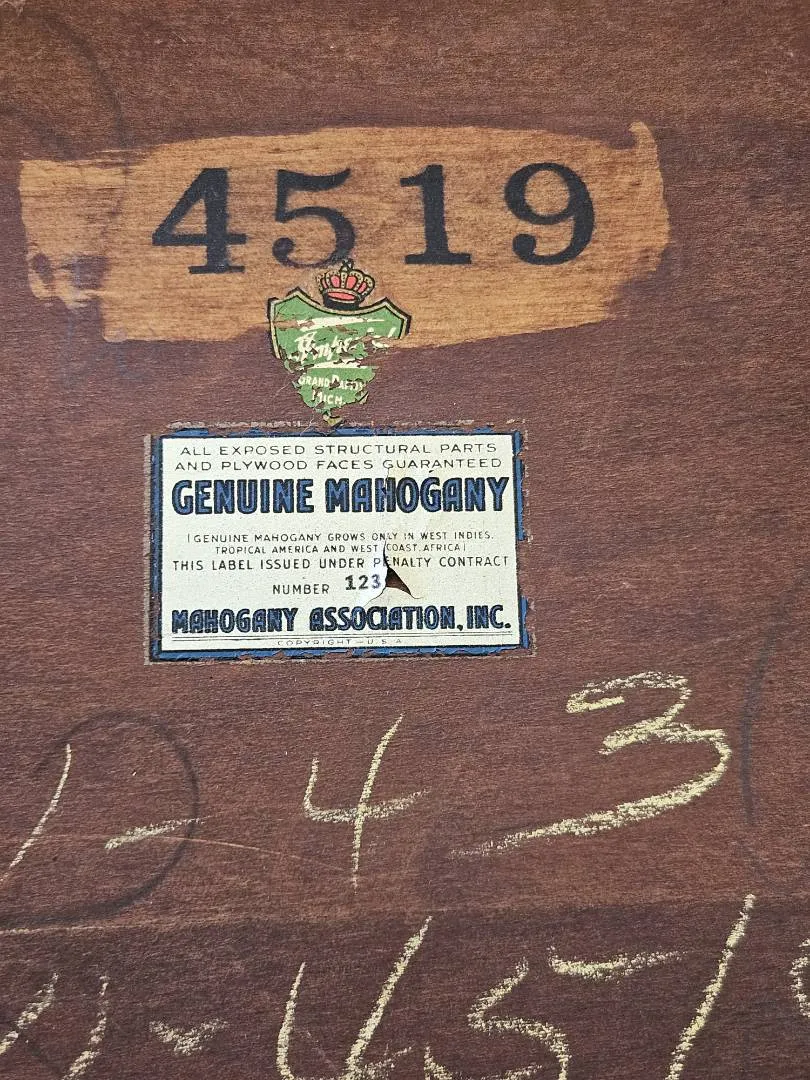 4519
GRAND RAPIDS
MICH.
ALL EXPOSED STRUCTURAL PARTS
AND PLYWOOD FACES GUARANTEED
GENUINE MAHOGANY
(GENUINE MAHOGANY GROWS ONLY IN WEST INDIES,
TROPICAL AMERICA AND WEST COAST AFRICA)
THIS LABEL ISSUED UNDER PENALTY CONTRACT
NUMBER 123
MAHOGANY ASSOCIATION, INC.
COPYRIGHT - U.S.A.
1-43